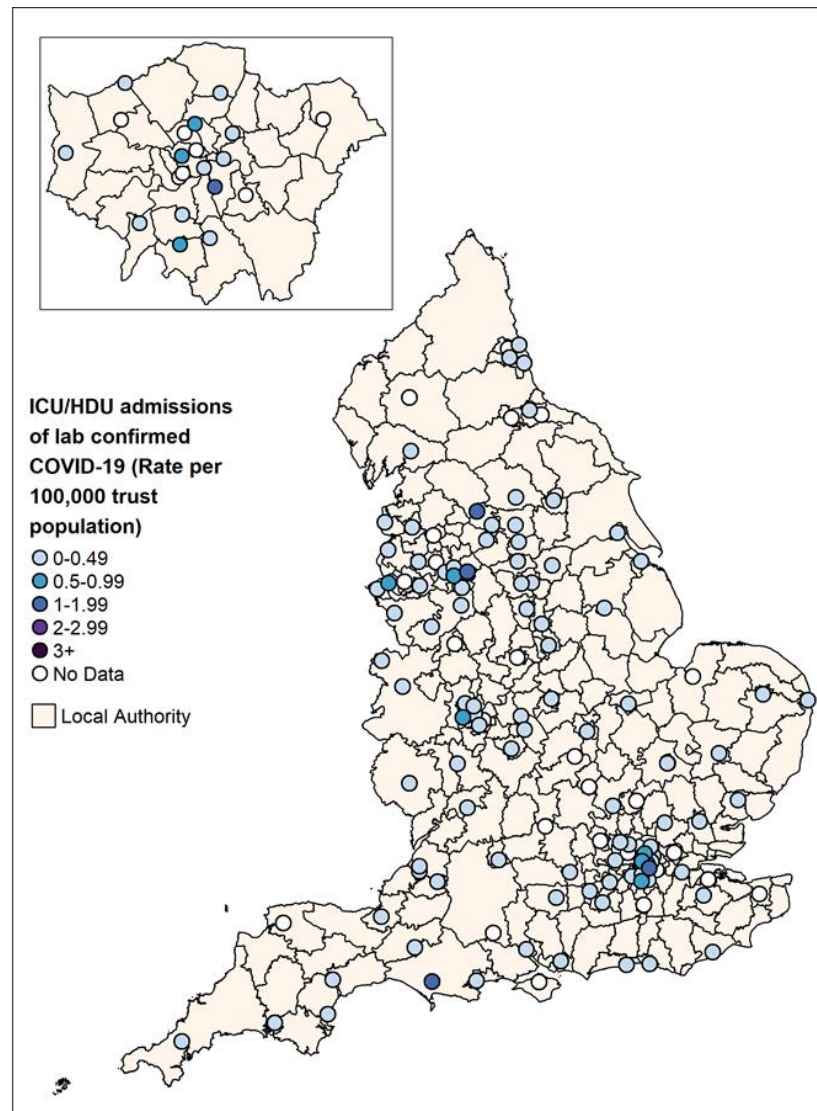 ICU/HDU admissions
of lab confirmed
COVID-19 (Rate per
100,000 trust
population)
0-0.49
0.5-0.99
1-1.99
2-2.99
3+
No Data
Local Authority